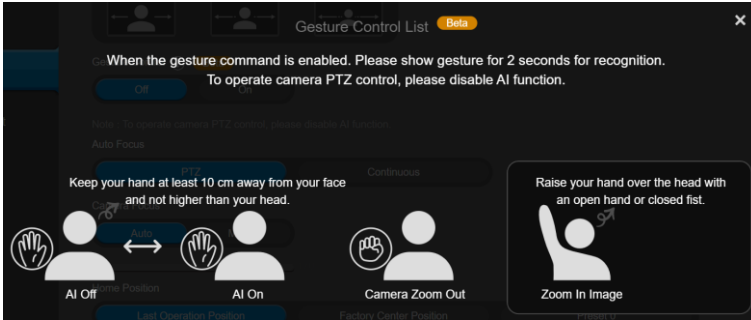 Gesture Control List Beta
×
When the gesture command is enabled. Please show gesture for 2 seconds for recognition.
To operate camera PTZ control, please disable AI function.
Off
On
Note : To operate camera PTZ control, please disable AI function.
Auto Focus
PTZ
Continuous
Keep your hand at least 10 cm away from your face
and not higher than your head.
Raise your hand over the head with
an open hand or closed fist.
Auto
AI Off
AI On
Camera Zoom Out
Zoom In Image
Home Position
Last Operation Position
Factory Center Position
Preset 0